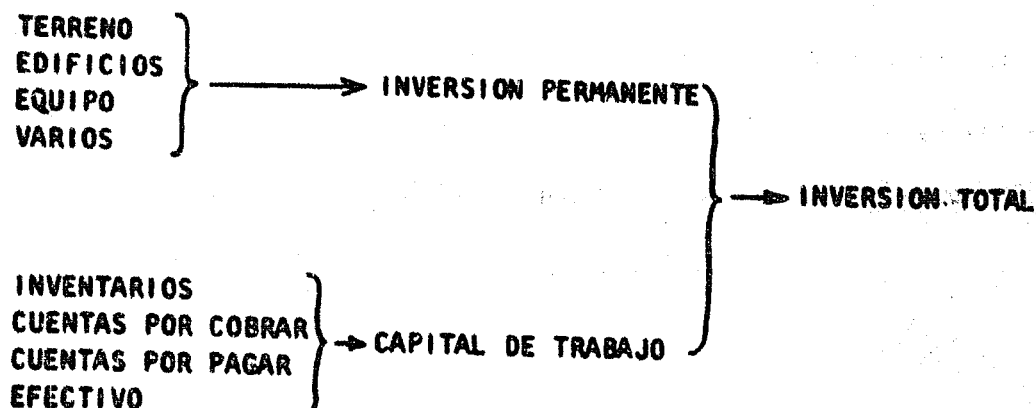 TERRENO
EDIFICIOS
EQUIPO
VARIOS
INVERSION PERMANENTE
INVERSION TOTAL
INVENTARIOS
CUENTAS POR COBRAR
CUENTAS POR PAGAR
EFECTIVO
CAPITAL DE TRABAJO